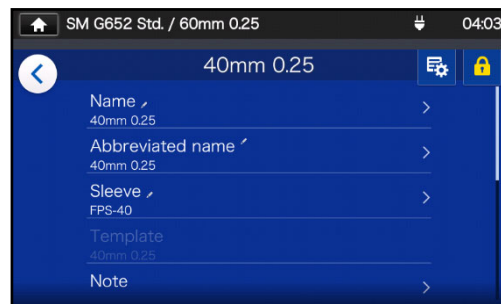 SM G652 Std. / 60mm 0.25
04:03
40mm 0.25
Name
40mm 0.25
Abbreviated name
40mm 0.25
Sleeve
FPS-40
Template
40mm 0.25
Note